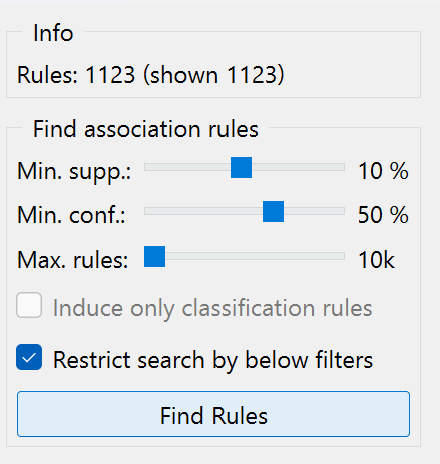 Info
Rules: 1123 (shown 1123)
Find association rules
Min. supp.: 10 %
Min. conf.: 50 %
Max. rules: 10k
Induce only classification rules
Restrict search by below filters
Find Rules